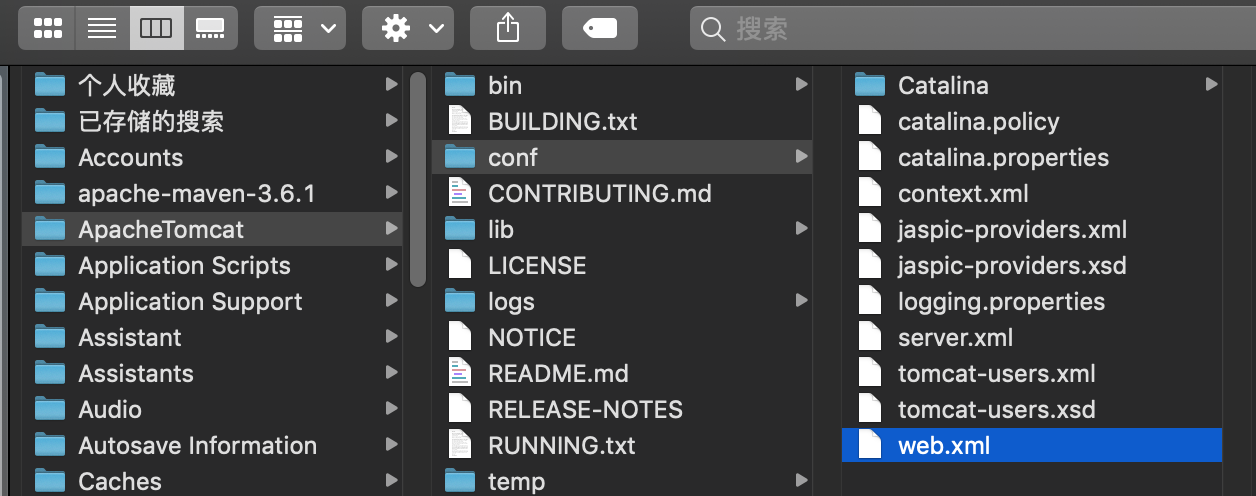 搜索
个人收藏
已存储的搜索
Accounts
apache-maven-3.6.1
ApacheTomcat
Application Scripts
Application Support
Assistant
Assistants
Audio
Autosave Information
Caches
bin
BUILDING.txt
conf
CONTRIBUTING.md
lib
LICENSE
logs
NOTICE
README.md
RELEASE-NOTES
RUNNING.txt
temp
Catalina
catalina.policy
catalina.properties
context.xml
jaspic-providers.xml
jaspic-providers.xsd
logging.properties
server.xml
tomcat-users.xml
tomcat-users.xsd
web.xml